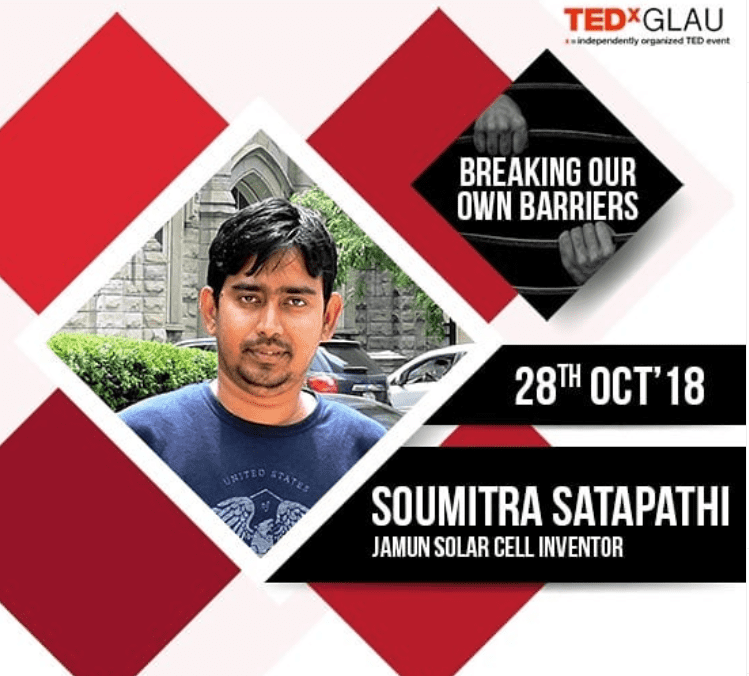 TEDxGLAU
x = independently organized TED event
BREAKING OUR
OWN BARRIERS
28TH OCT'18
UNITED STATES
of
SOUMITRA SATAPATHI
JAMUN SOLAR CELL INVENTOR